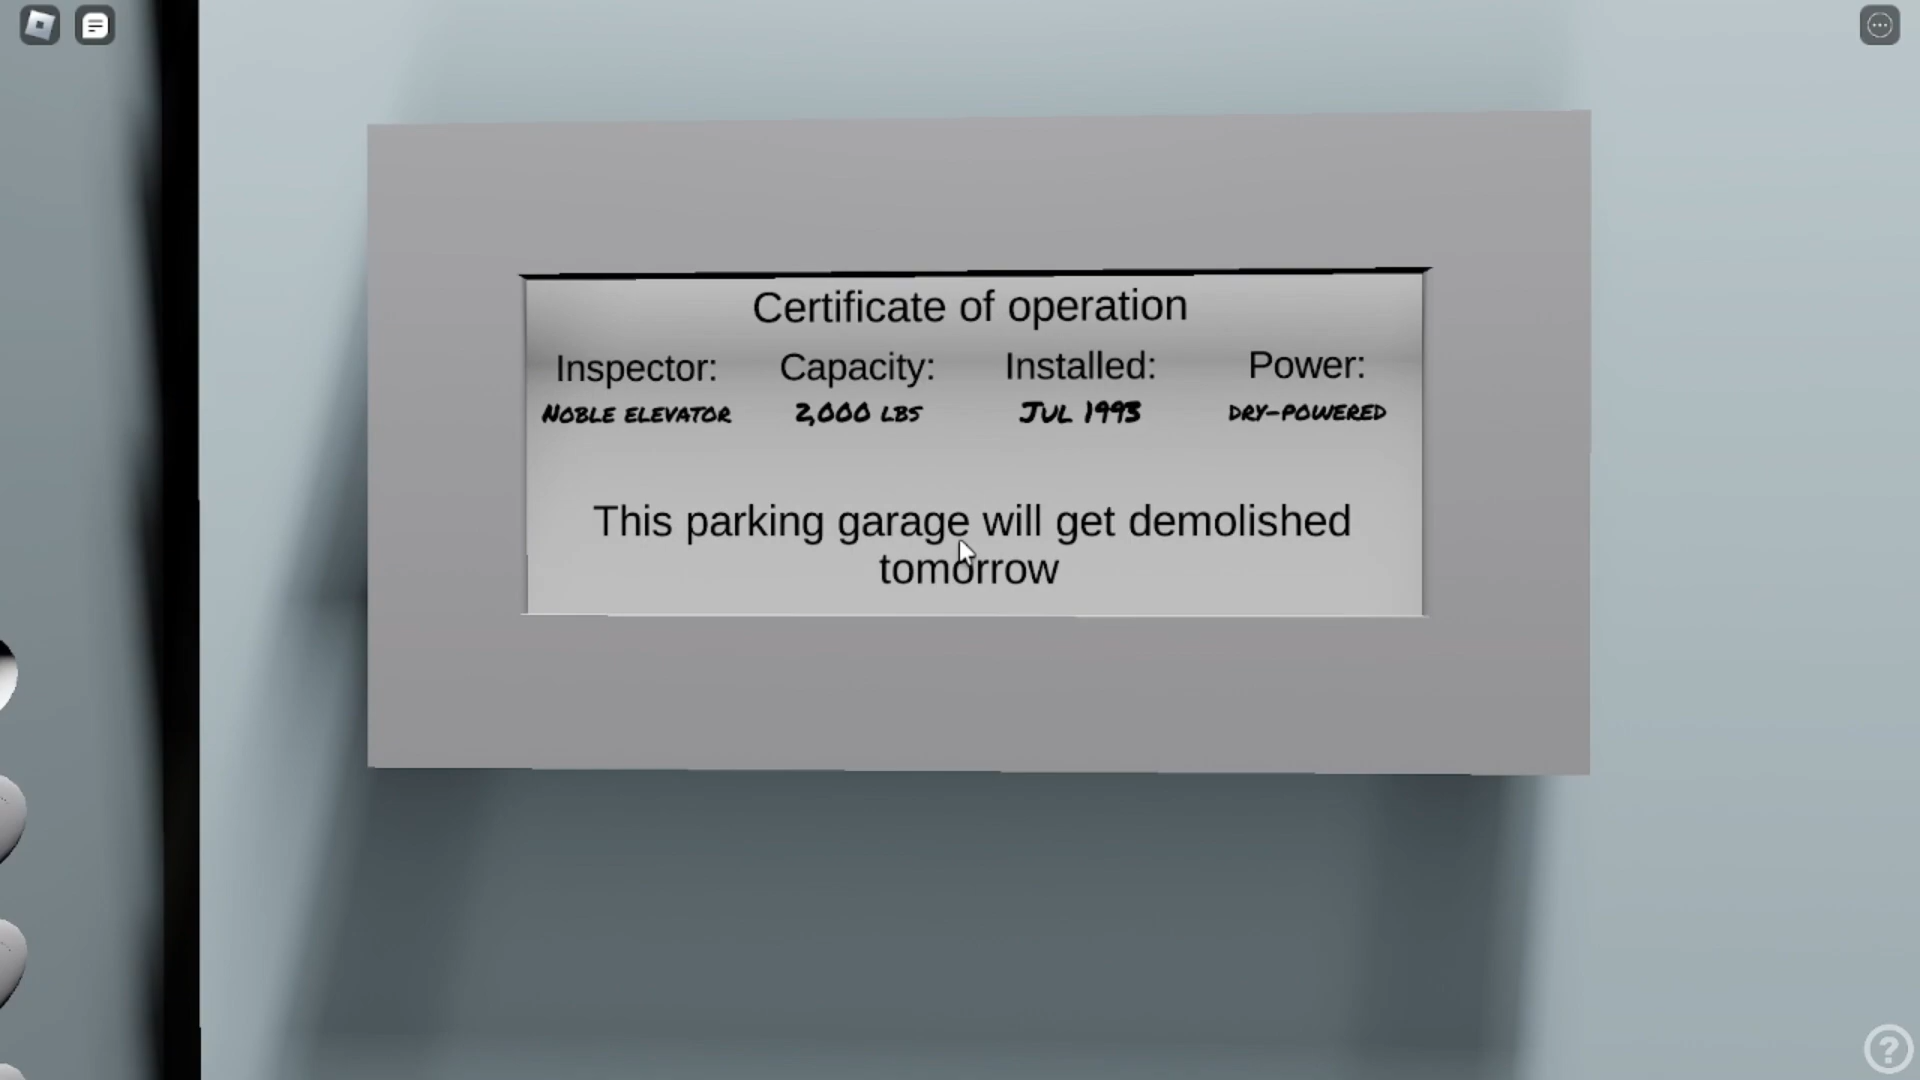 Certificate of operation
Inspector: Capacity: Installed: Power:
NOBLE ELEVATOR 2,000 LBS JUL 1993 DRY-POWERED
This parking garage will get demolished
tomorrow
?